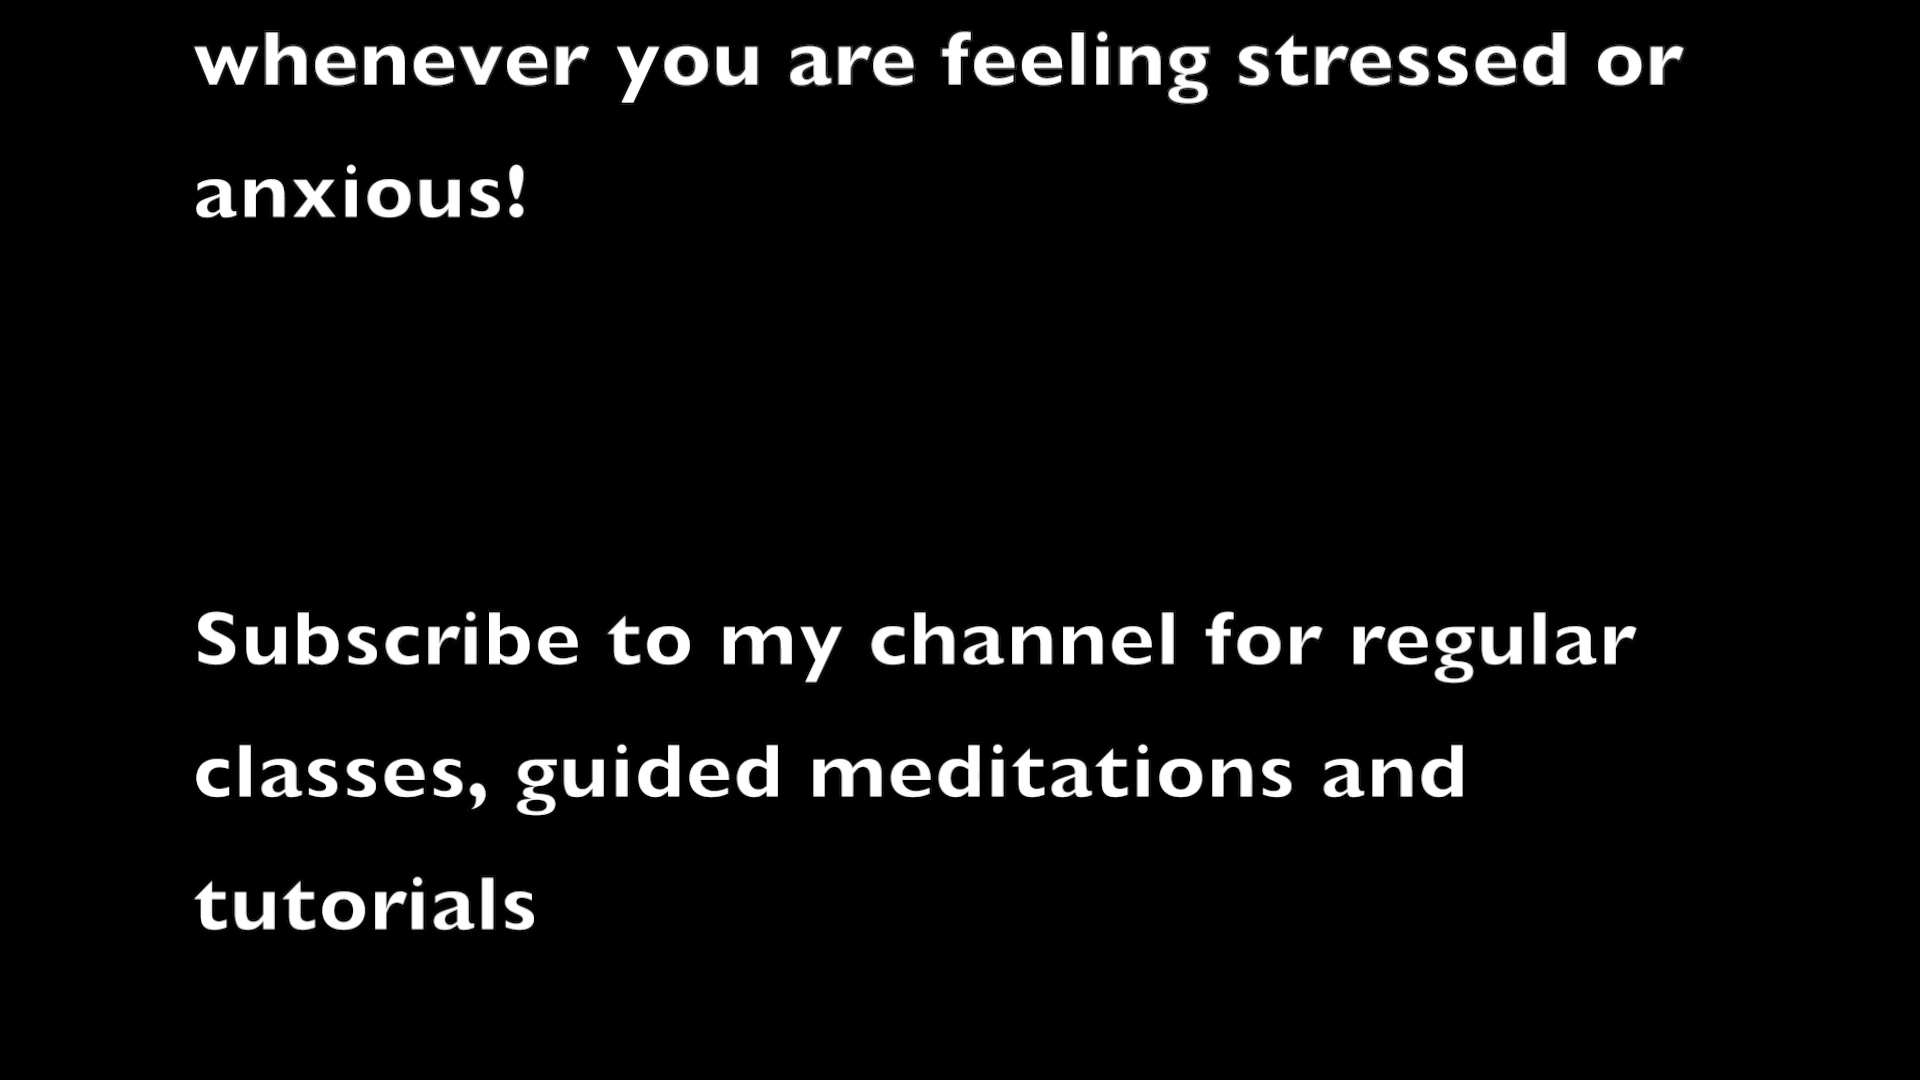 whenever you are feeling stressed or
anxious!
Subscribe to my channel for regular
classes, guided meditations and
tutorials